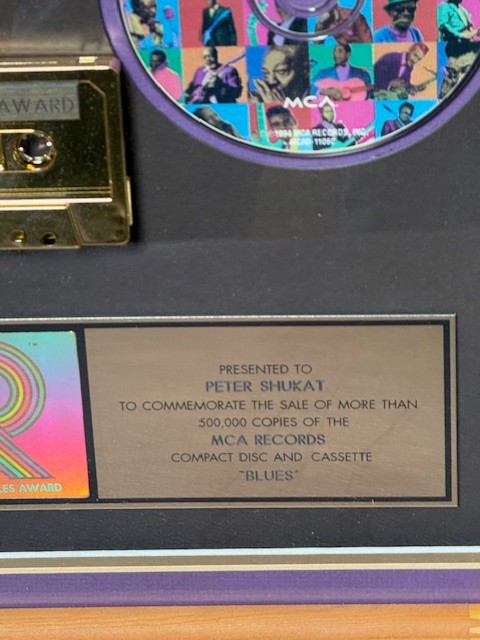 AWARD
MCA
1994 MCA RECORDS, INC.
TM
LES AWARD
PRESENTED TO
PETER SHUKAT
TO COMMEMORATE THE SALE OF MORE THAN
500,000 COPIES OF THE
MCA RECORDS
COMPACT DISC AND CASSETTE
"BLUES"